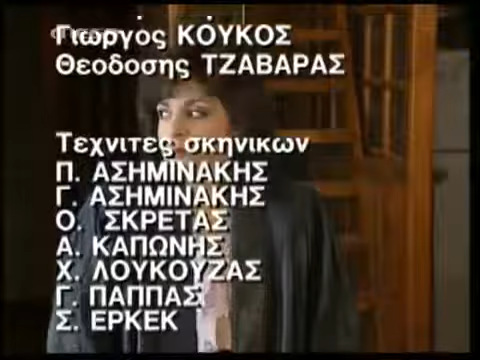 Γιωργος ΚΟΥΚΟΣ
Θεοδοσης ΤΖΑΒΑΡΑΣ
Τεχνιτες σκηνικων
Π. ΑΣΗΜΙΝΑΚΗΣ
Γ. ΑΣΗΜΙΝΑΚΗΣ
Ο. ΣΚΡΕΤΑΣ
Α. ΚΑΠΩΝΗΣ
Χ. ΛΟΥΚΟΥΖΑΣ
Γ. ΠΑΠΠΑΣ
Σ. ΕΡΚΕΚ